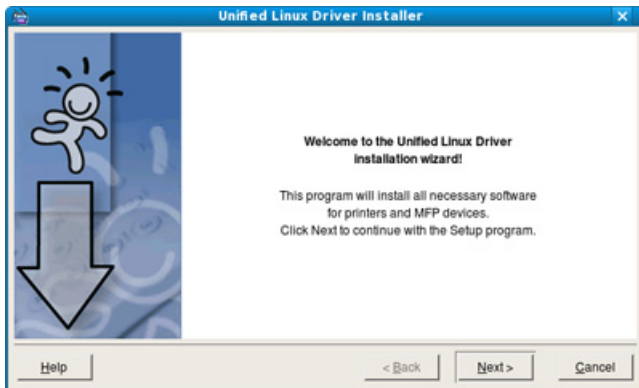 Unified Linux Driver Installer
Welcome to the Unified Linux Driver
installation wizard!
This program will install all necessary software
for printers and MFP devices.
Click Next to continue with the Setup program.
Help
< Back
Next >
Cancel